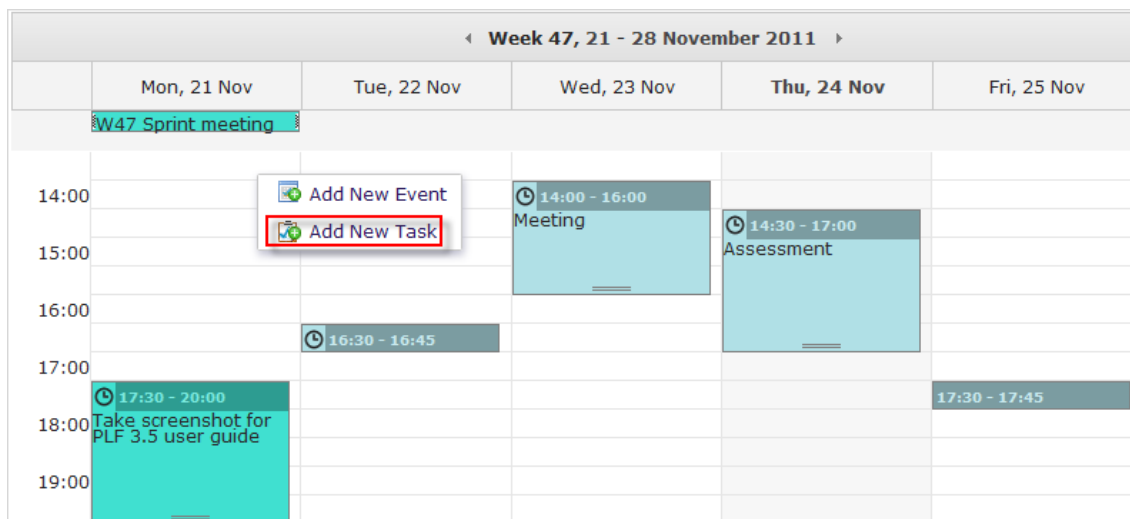 Week 47, 21 - 28 November 2011
Mon, 21 Nov
Tue, 22 Nov
Wed, 23 Nov
Thu, 24 Nov
Fri, 25 Nov
W47 Sprint meeting
14:00
15:00
16:00
17:00
18:00
19:00
Add New Event
Add New Task
17:30 - 20:00
Take screenshot for
PLF 3.5 user guide
16:30 - 16:45
14:00 - 16:00
Meeting
14:30 - 17:00
Assessment
17:30 - 17:45